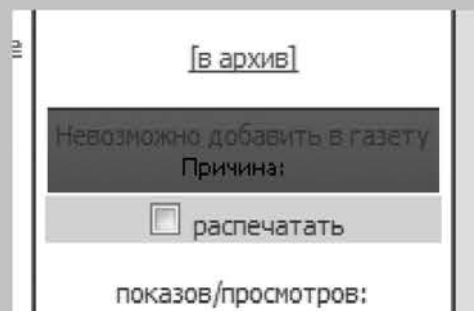 [в архив]
Невозможно добавить в газету
Причина:
распечатать
показов/просмотров: